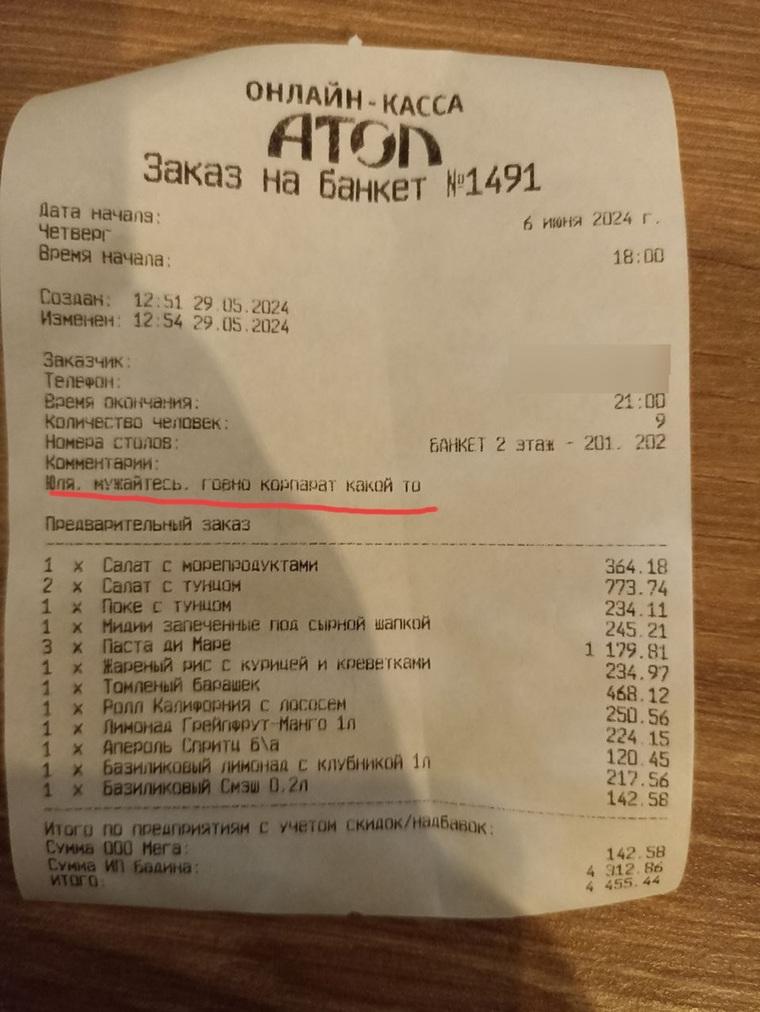 ОНЛАЙН-КАССА
АТОЛ
Заказ на банкет №1491
Дата начала: 6 июня 2024 г.
Четверг
Время начала: 18:00
Создан: 12:51 29.05.2024
Изменен: 12:54 29.05.2024
Заказчик:
Телефон:
Время окончания: 21:00
Количество человек: 9
Номера столов: БАНКЕТ 2 этаж - 201. 202
Комментарии:
Юля. мужайтесь. говно корпарат какой то
Предварительный заказ
1 x Салат с морепродуктами 364.18
2 x Салат с тунцом 773.74
1 x Поке с тунцом 234.11
1 x Мидии запеченные под сырной шапкой 245.21
3 x Паста ди Маре 1 179.81
1 x Жареный рис с курицей и креветками 234.97
1 x Томленый барашек 468.12
1 x Ролл Калифорния с лососем 250.56
1 x Лимонад Грейпфрут-Манго 1л 224.15
1 x Апероль Спритц б\а 120.45
1 x Базиликовый лимонад с клубникой 1л 217.56
1 x Базиликовый Смэш 0.2л 142.58
Итого по предприятиям с учетом скидок/надбавок:
Сумма ООО Мега: 142.58
Сумма ИП Бадина: 4 312.86
ИТОГО: 4 455.44